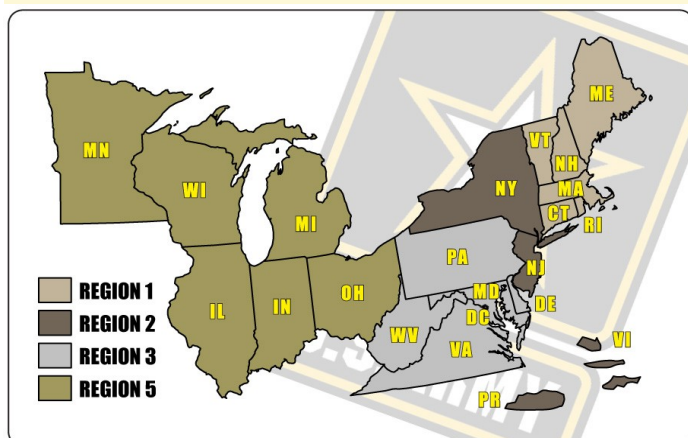 ME
VT
NH
MN
WI
NY
MA
CT
RI
MI
PA
NJ
OH
MD
DE
IL
IN
DC
WV
VA
VI
PR
REGION 1
REGION 2
REGION 3
REGION 5
U.S. ARMY